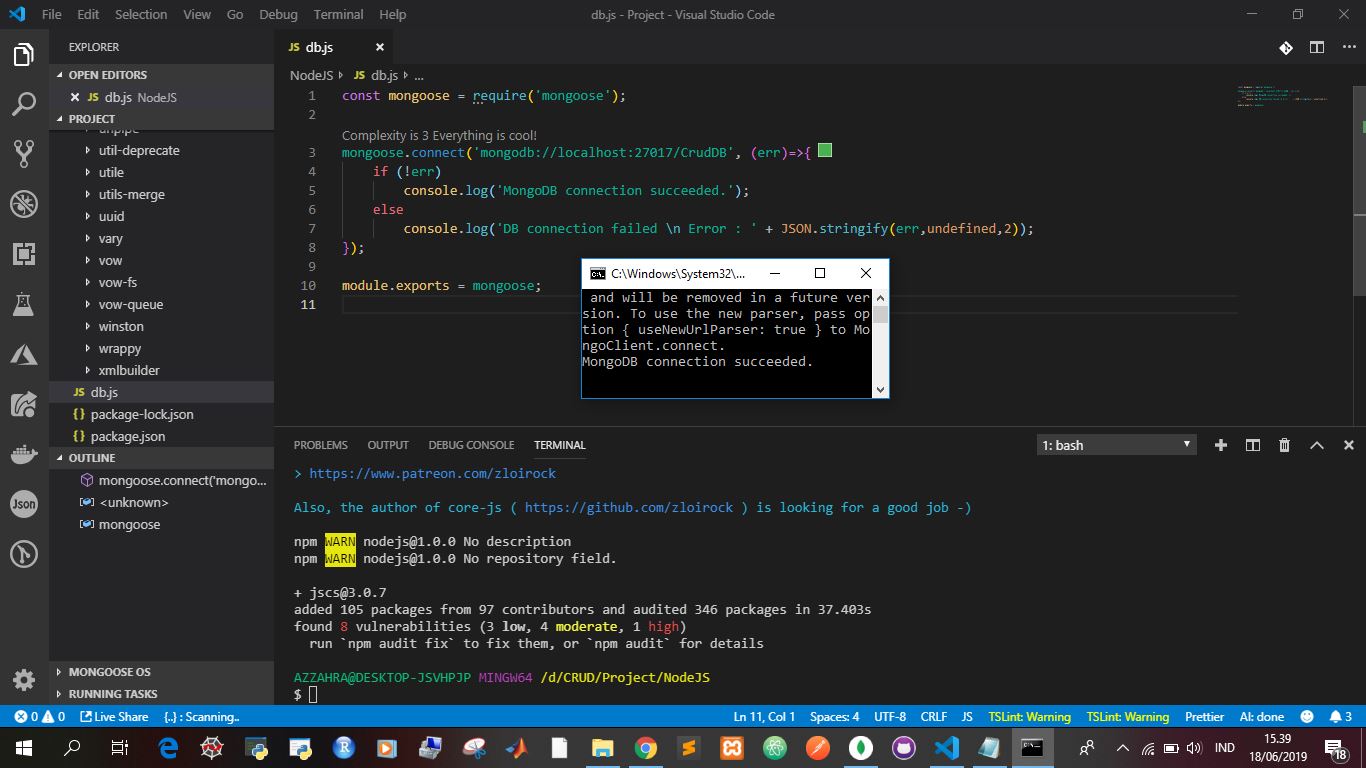 File Edit Selection View Go Debug Terminal Help
db.js - Project - Visual Studio Code
EXPLORER
OPEN EDITORS
JS db.js NodeJS
PROJECT
unpipe
util-deprecate
utile
utils-merge
uuid
vary
vow
vow-fs
vow-queue
winston
wrappy
xmlbuilder
JS db.js
{} package-lock.json
{} package.json
OUTLINE
mongoose.connect('mongo...
<unknown>
mongoose
MONGOOSE OS
RUNNING TASKS
Json
JS db.js
NodeJS JS db.js ...
1 const mongoose = require('mongoose');
2
Complexity is 3 Everything is cool!
3 mongoose.connect('mongodb://localhost:27017/CrudDB', (err)=>{
4 if (!err)
5 console.log('MongoDB connection succeeded.');
6 else
7 console.log('DB connection failed \n Error : ' + JSON.stringify(err,undefined,2));
8 });
9
10 module.exports = mongoose;
11
C:\Windows\System32\...
and will be removed in a future ver
sion. To use the new parser, pass op
tion { useNewUrlParser: true } to Mo
ngoClient.connect.
MongoDB connection succeeded.
PROBLEMS OUTPUT DEBUG CONSOLE TERMINAL
1: bash
> https://www.patreon.com/zloirock
Also, the author of core-js ( https://github.com/zloirock ) is looking for a good job -)
npm WARN nodejs@1.0.0 No description
npm WARN nodejs@1.0.0 No repository field.
+ jscs@3.0.7
added 105 packages from 97 contributors and audited 346 packages in 37.403s
found 8 vulnerabilities (3 low, 4 moderate, 1 high)
run `npm audit fix` to fix them, or `npm audit` for details
AZZAHRA@DESKTOP-JSVHPJP MINGW64 /d/CRUD/Project/NodeJS
$
0 0 Live Share {..} : Scanning..
Ln 11, Col 1 Spaces: 4 UTF-8 CRLF JS TSLint: Warning TSLint: Warning Prettier AI: done 3
IND
15.39
18/06/2019
18